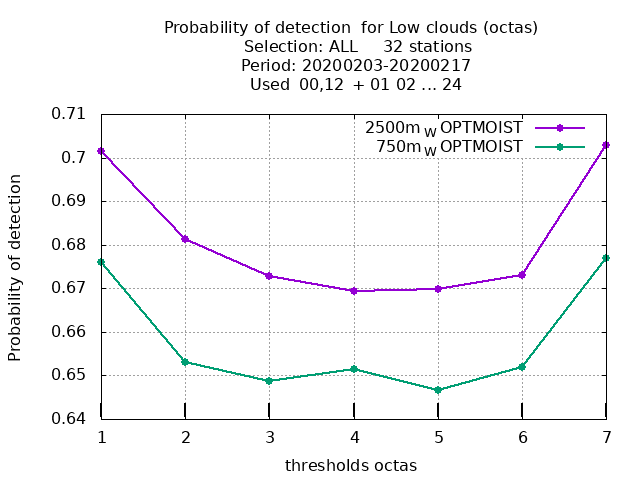 Probability of detection  for Low clouds (octas)
Selection: ALL     32 stations
Period: 20200203-20200217
Used  00,12  + 01 02 ... 24
0.71
2500m W OPTMOIST
750m W OPTMOIST
0.7
0.69
0.68
0.67
0.66
0.65
0.64
Probability of detection
1 2 3 4 5 6 7
thresholds octas